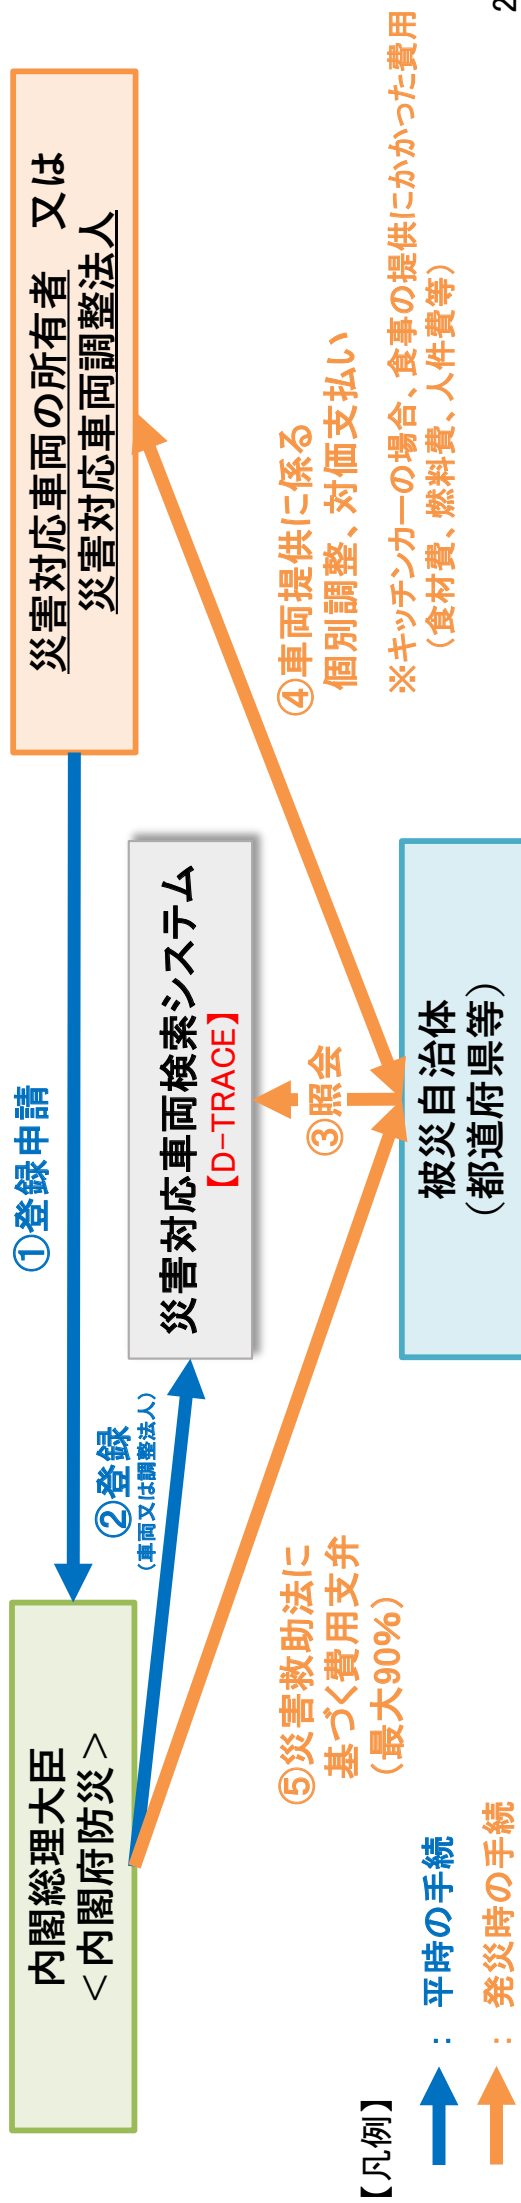 内閣総理大臣
＜内閣府防災＞
①登録申請
災害対応車両の所有者　又は
災害対応車両調整法人
②登録
（車両又は調整法人）
災害対応車両検索システム
【D-TRACE】
③照会
④車両提供に係る
個別調整、対価支払い
※キッチンカーの場合、食事の提供にかかった費用
（食材費、燃料費、人件費等）
⑤災害救助法に
基づく費用支弁
（最大90%）
被災自治体
（都道府県等）
【凡例】
：平時の手続
：発災時の手続
2